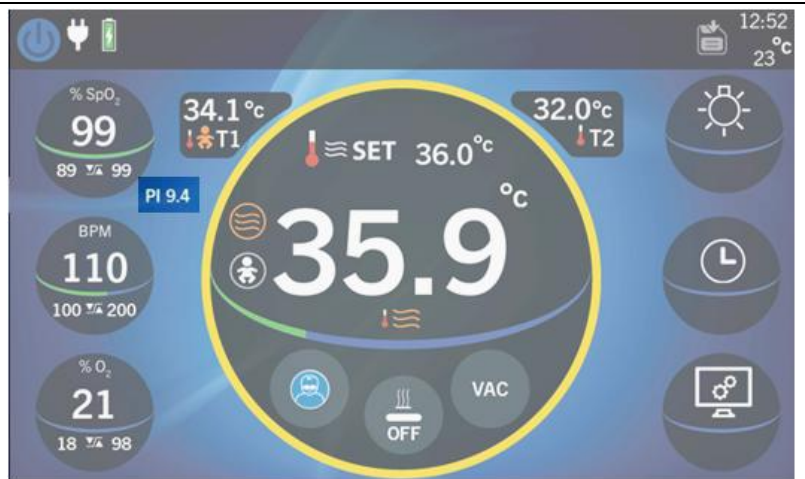 12:52
23 °C
% SpO₂
99
89 99
PI 9.4
34.1 °C
T1
SET 36.0 °C
35.9 °C
32.0 °C
T2
BPM
110
100 200
% O₂
21
18 98
OFF
VAC